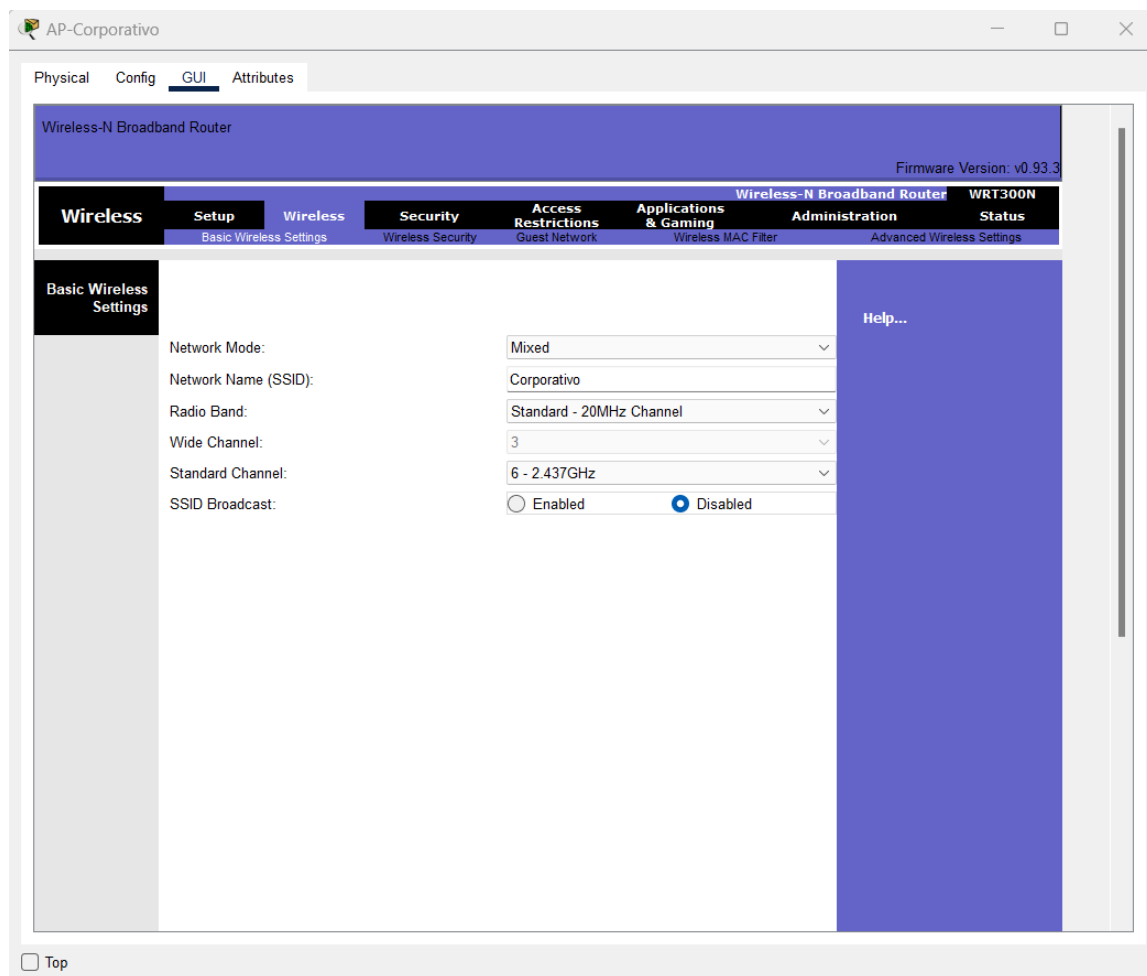 AP-Corporativo
Physical Config GUI Attributes
Wireless-N Broadband Router
Firmware Version: v0.93.3
Wireless-N Broadband Router WRT300N
Wireless
Setup Wireless Security Access Restrictions Applications & Gaming Administration Status
Basic Wireless Settings Wireless Security Guest Network Wireless MAC Filter Advanced Wireless Settings
Basic Wireless
Settings
Help...
Network Mode: Mixed
Network Name (SSID): Corporativo
Radio Band: Standard - 20MHz Channel
Wide Channel: 3
Standard Channel: 6 - 2.437GHz
SSID Broadcast: Enabled Disabled
Top